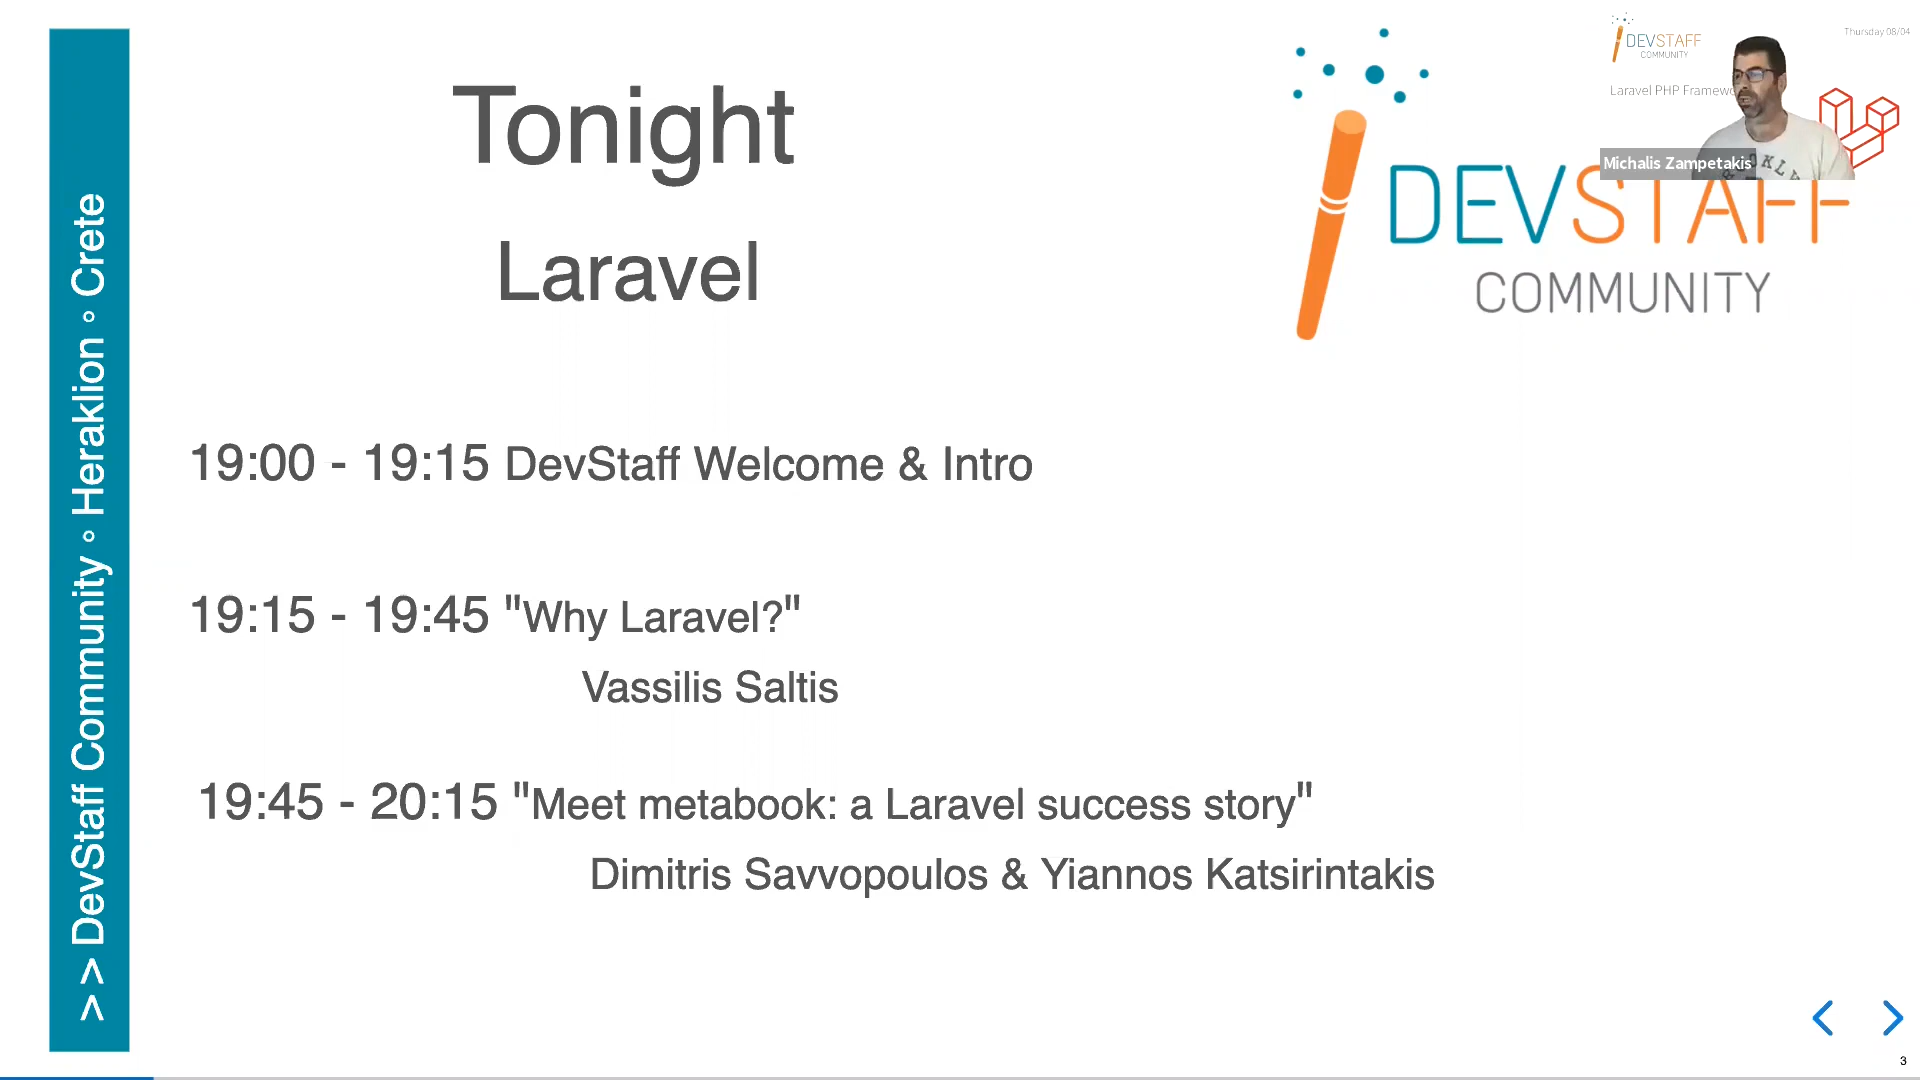 Tonight
Laravel
DEVSTAFF
COMMUNITY
DEVSTAFF
COMMUNITY
Thursday 08/04
Laravel PHP Framewo
Michalis Zampetakis
>> DevStaff Community ◦ Heraklion ◦ Crete
19:00 - 19:15 DevStaff Welcome & Intro
19:15 - 19:45 "Why Laravel?"
Vassilis Saltis
19:45 - 20:15 "Meet metabook: a Laravel success story"
Dimitris Savvopoulos & Yiannos Katsirintakis
3